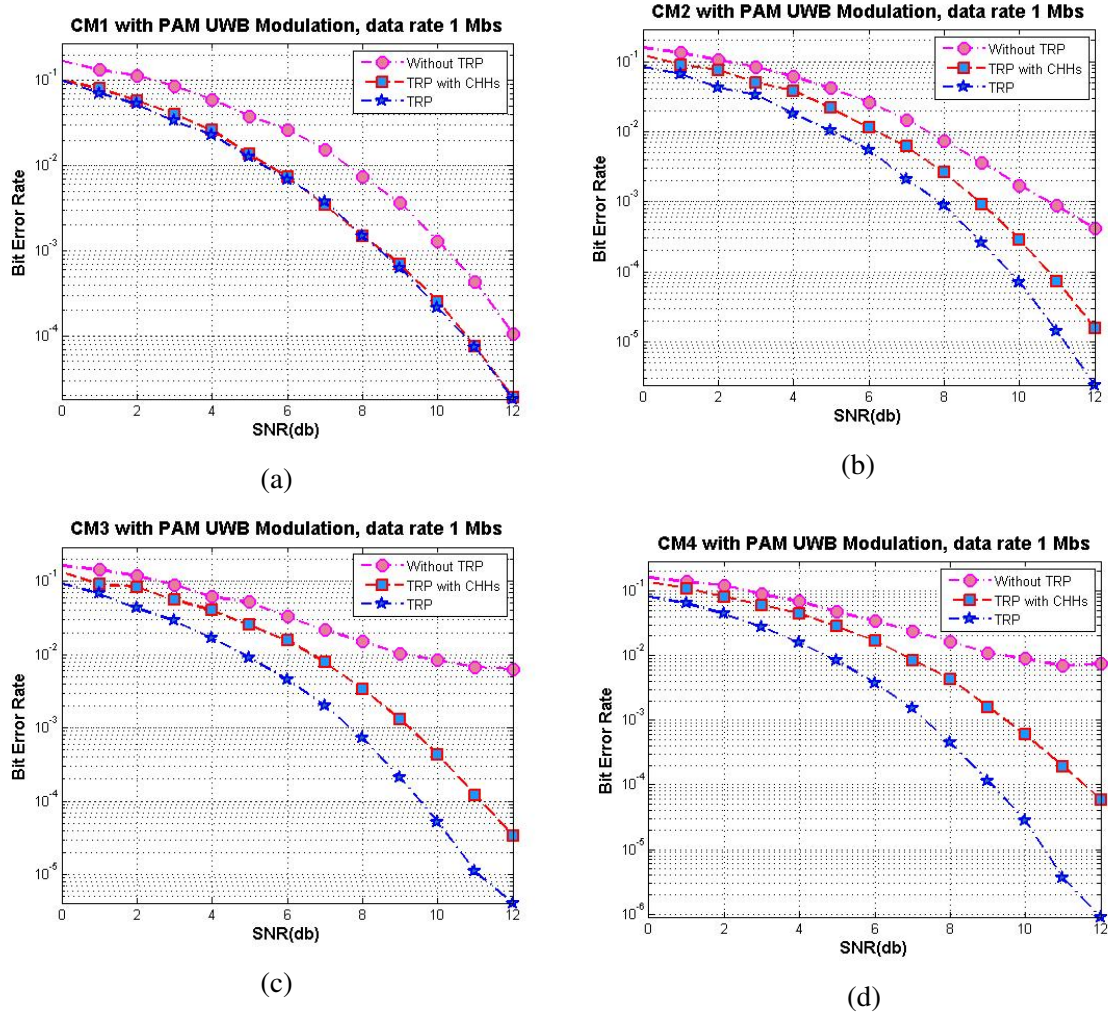 CM1 with PAM UWB Modulation, data rate 1 Mbs
Without TRP
TRP with CHHs
TRP
Bit Error Rate
10^-1
10^-2
10^-3
10^-4
0 2 4 6 8 10 12
SNR(db)
(a)
CM2 with PAM UWB Modulation, data rate 1 Mbs
Without TRP
TRP with CHHs
TRP
Bit Error Rate
10^-1
10^-2
10^-3
10^-4
10^-5
0 2 4 6 8 10 12
SNR(db)
(b)
CM3 with PAM UWB Modulation, data rate 1 Mbs
Without TRP
TRP with CHHs
TRP
Bit Error Rate
10^-1
10^-2
10^-3
10^-4
10^-5
0 2 4 6 8 10 12
SNR(db)
(c)
CM4 with PAM UWB Modulation, data rate 1 Mbs
Without TRP
TRP with CHHs
TRP
Bit Error Rate
10^-1
10^-2
10^-3
10^-4
10^-5
10^-6
0 2 4 6 8 10 12
SNR(db)
(d)